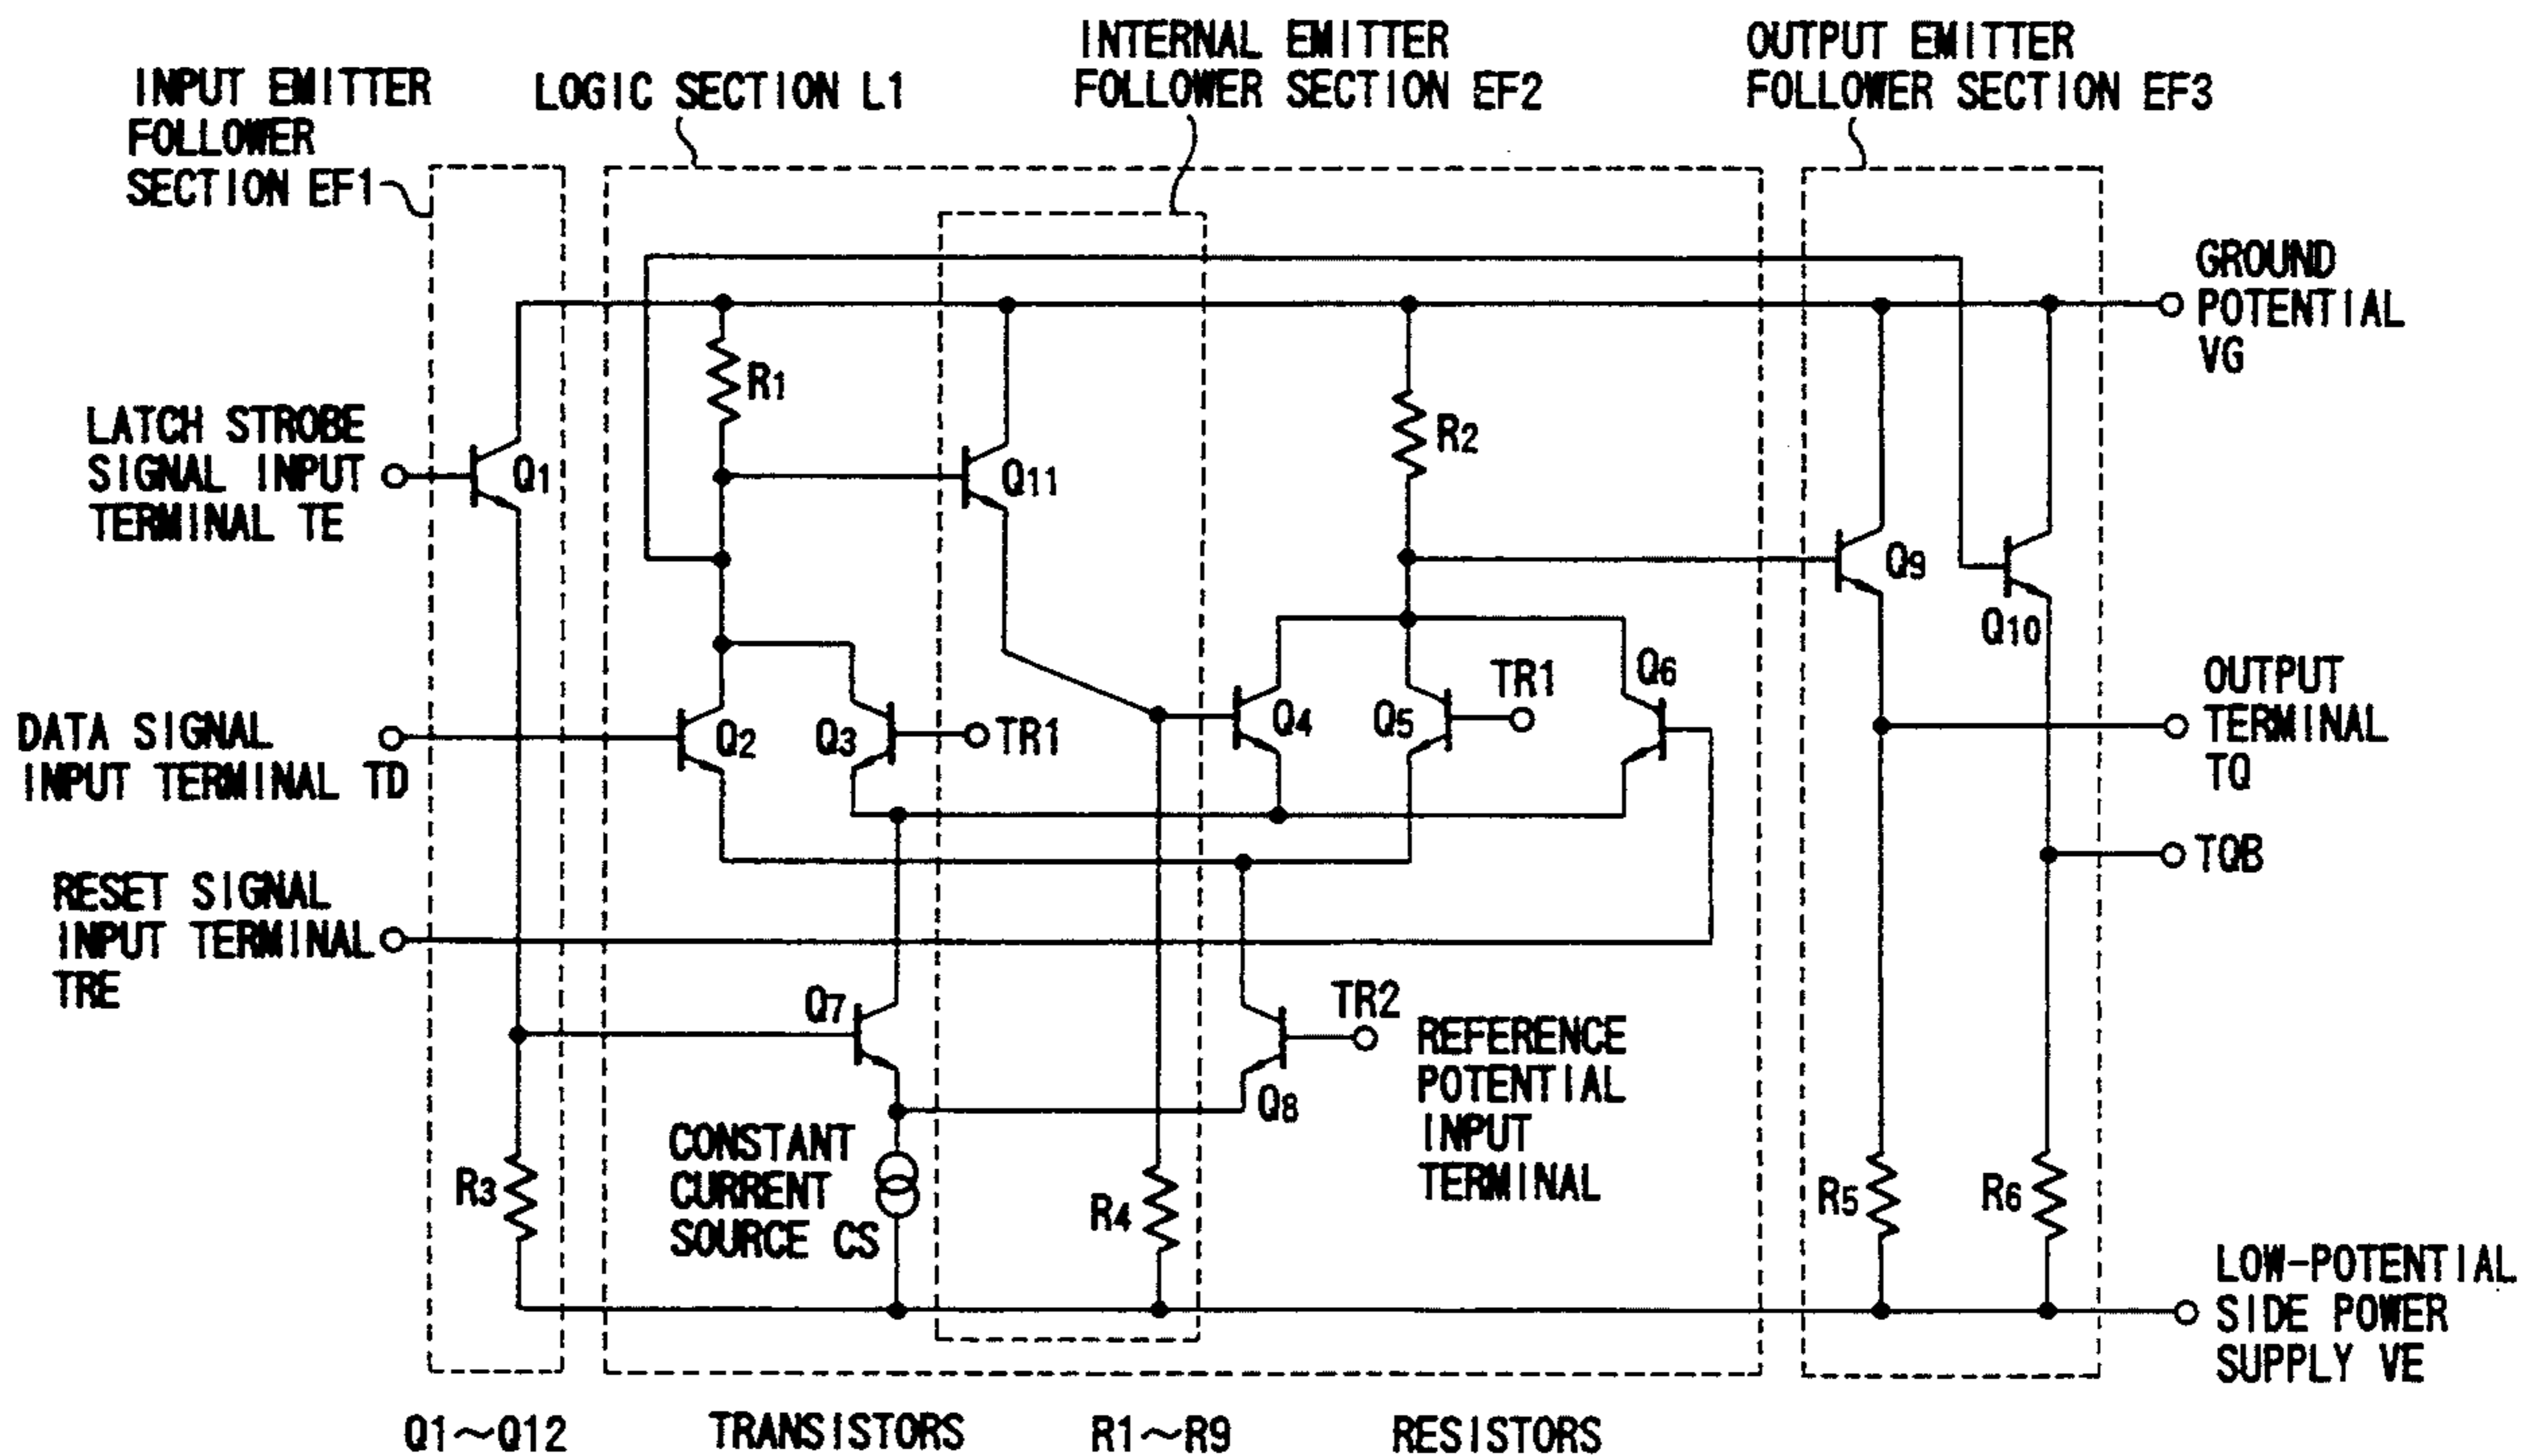 INPUT EMITTER
FOLLOWER
SECTION EF1
LOGIC SECTION L1
INTERNAL EMITTER
FOLLOWER SECTION EF2
OUTPUT EMITTER
FOLLOWER SECTION EF3
GROUND
POTENTIAL
VG
R1
R2
LATCH STROBE
SIGNAL INPUT
TERMINAL TE
Q1
Q11
Q9
Q10
DATA SIGNAL
INPUT TERMINAL TD
Q2
Q3
TR1
Q4
Q5
TR1
Q6
OUTPUT
TERMINAL
TQ
TQB
RESET SIGNAL
INPUT TERMINAL
TRE
Q7
TR2
Q8
REFERENCE
POTENTIAL
INPUT
TERMINAL
CONSTANT
CURRENT
SOURCE CS
R3
R4
R5
R6
LOW-POTENTIAL
SIDE POWER
SUPPLY VE
Q1~Q12 TRANSISTORS R1~R9 RESISTORS